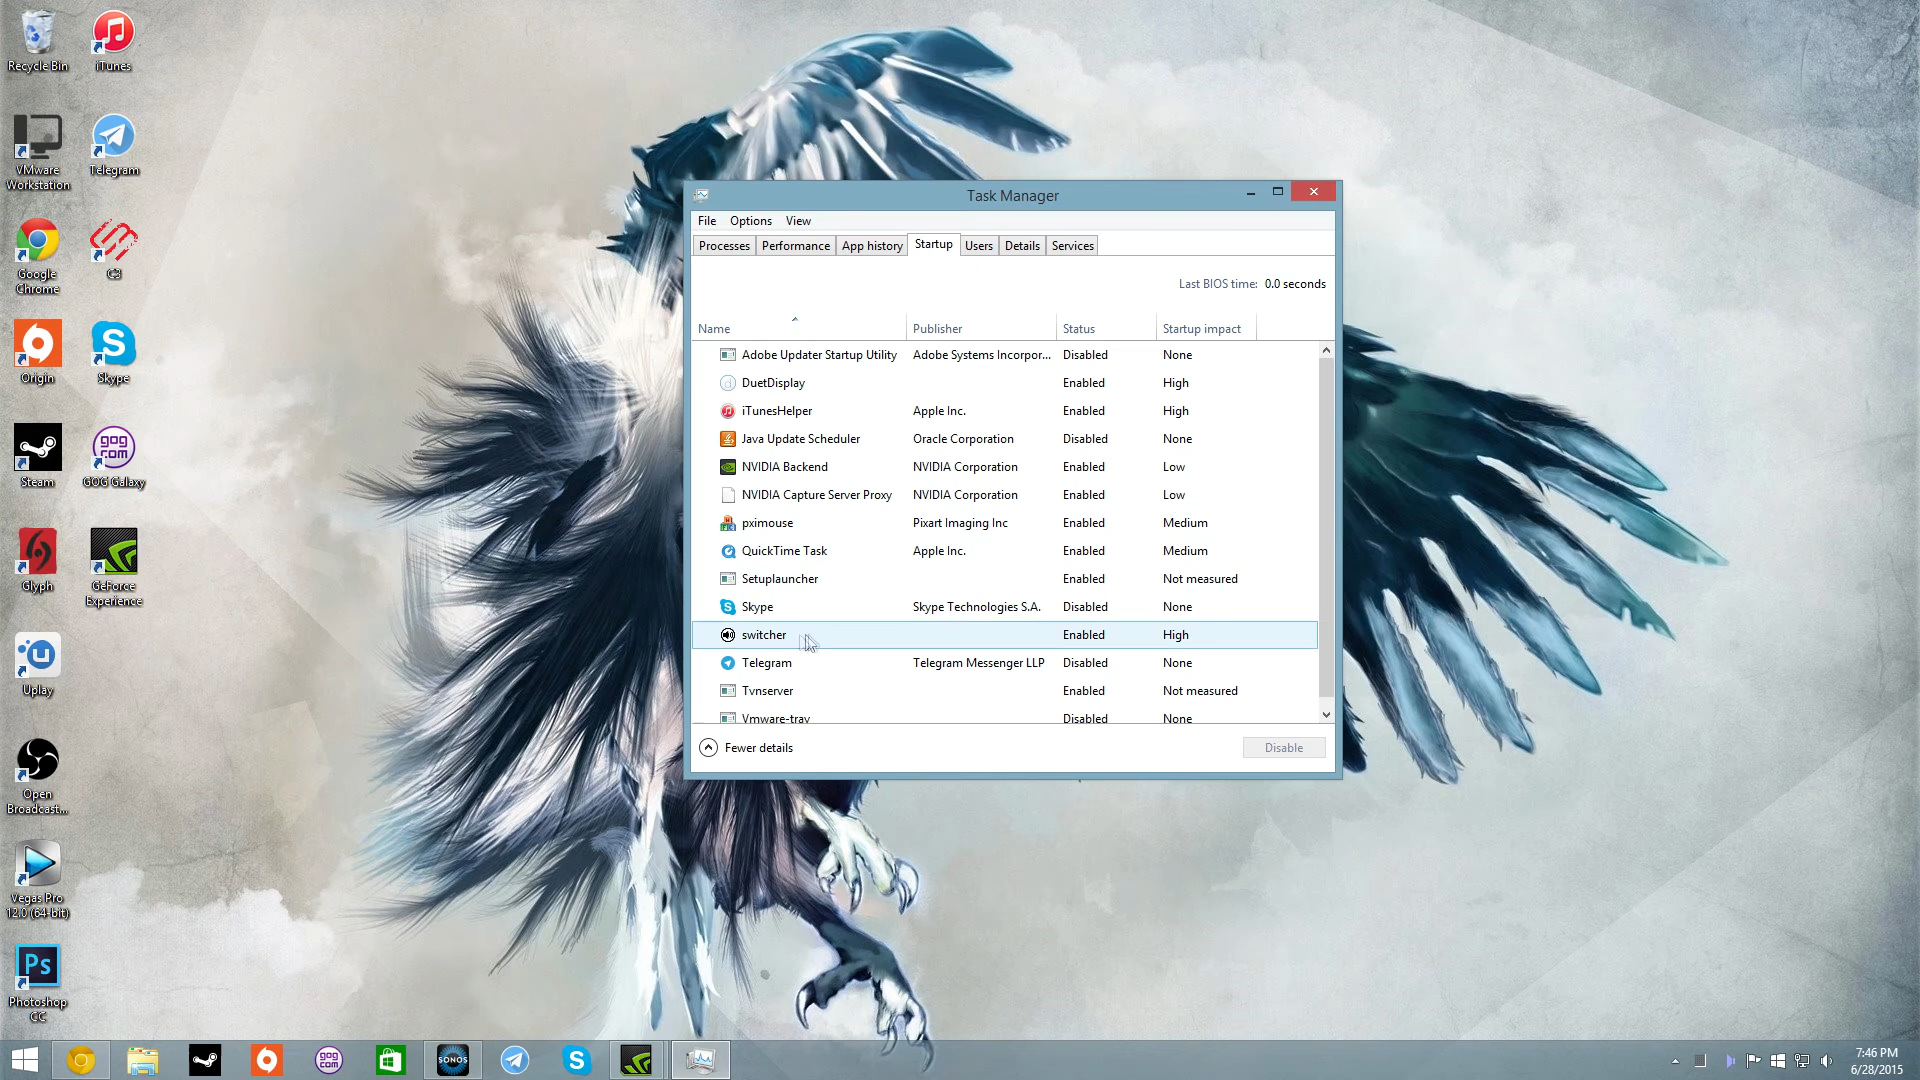 Recycle Bin
iTunes
VMware
Workstation
Telegram
Google
Chrome
C3
Origin
Skype
Steam
GOG Galaxy
Glyph
GeForce
Experience
Uplay
Open
Broadcast...
Vegas Pro
12.0 (64-bit)
Photoshop
CC
Task Manager
File Options View
Processes Performance App history Startup Users Details Services
Last BIOS time: 0.0 seconds
Name Publisher Status Startup impact
Adobe Updater Startup Utility Adobe Systems Incorpor... Disabled None
DuetDisplay Enabled High
iTunesHelper Apple Inc. Enabled High
Java Update Scheduler Oracle Corporation Disabled None
NVIDIA Backend NVIDIA Corporation Enabled Low
NVIDIA Capture Server Proxy NVIDIA Corporation Enabled Low
pximouse Pixart Imaging Inc Enabled Medium
QuickTime Task Apple Inc. Enabled Medium
Setuplauncher Enabled Not measured
Skype Skype Technologies S.A. Disabled None
switcher Enabled High
Telegram Telegram Messenger LLP Disabled None
Tvnserver Enabled Not measured
Vmware-tray Disabled None
Fewer details Disable
gog
com
Ps
gog
com
SONOS
7:46 PM
6/28/2015